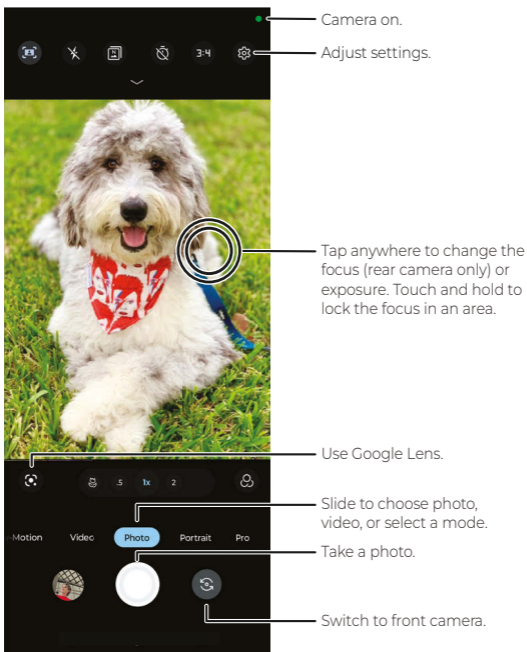 Camera on.
3:4
Adjust settings.
Tap anywhere to change the
focus (rear camera only) or
exposure. Touch and hold to
lock the focus in an area.
Use Google Lens.
.5 1x 2
Slide to choose photo,
video, or select a mode.
-Motion Video Photo Portrait Pro
Take a photo.
Switch to front camera.